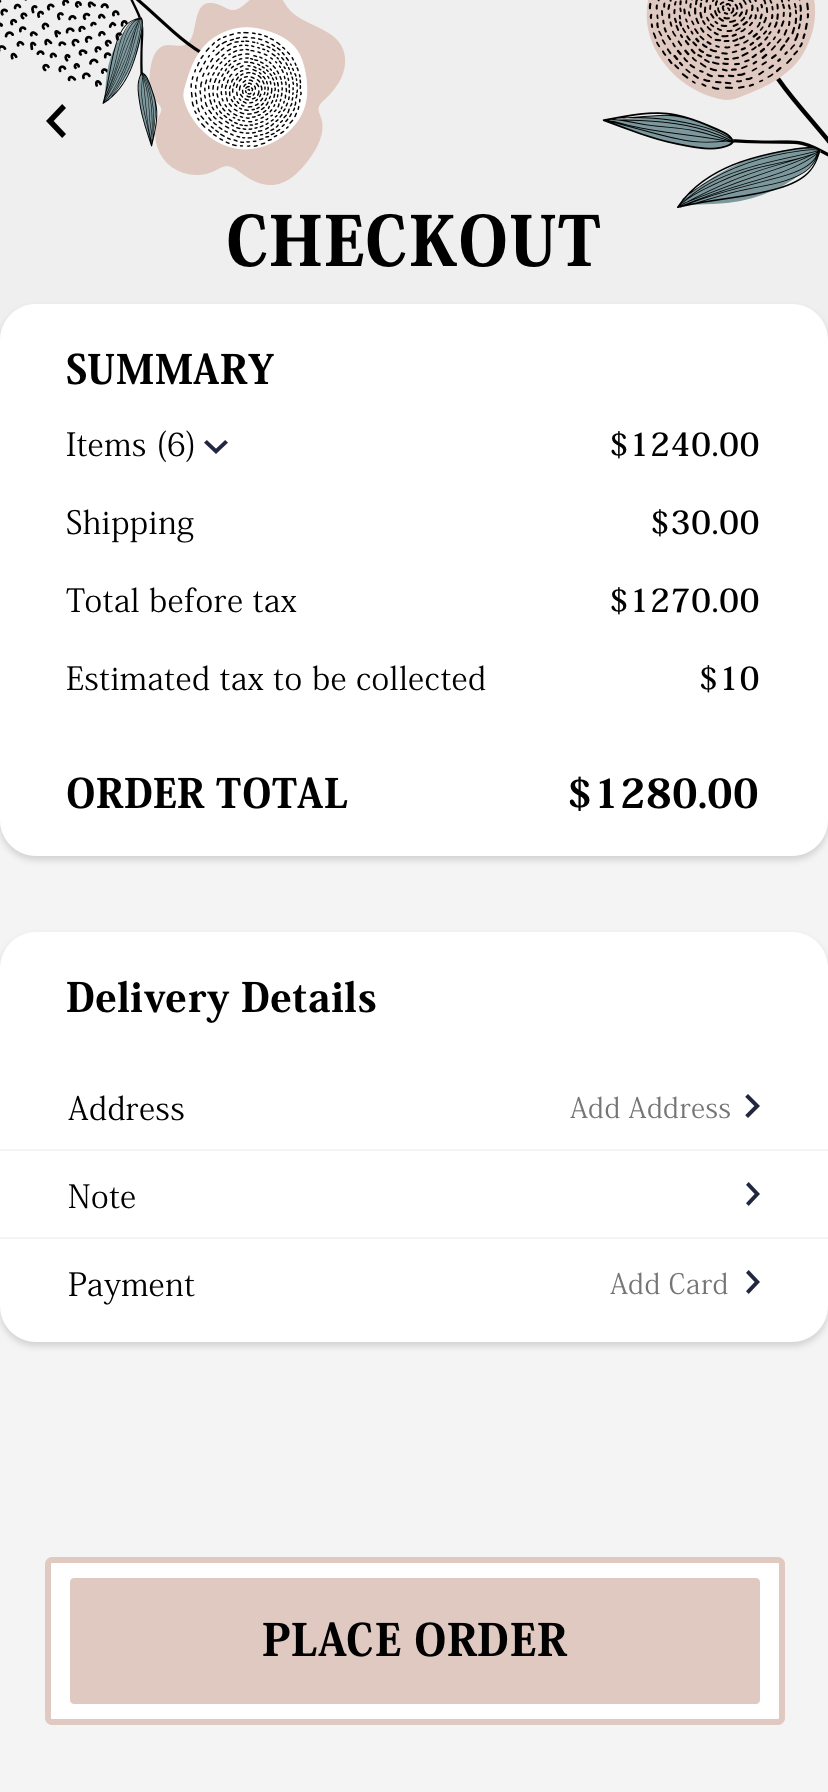 CHECKOUT
SUMMARY
Items (6) $1240.00
Shipping $30.00
Total before tax $1270.00
Estimated tax to be collected $10
ORDER TOTAL $1280.00
Delivery Details
Address Add Address
Note
Payment Add Card
PLACE ORDER